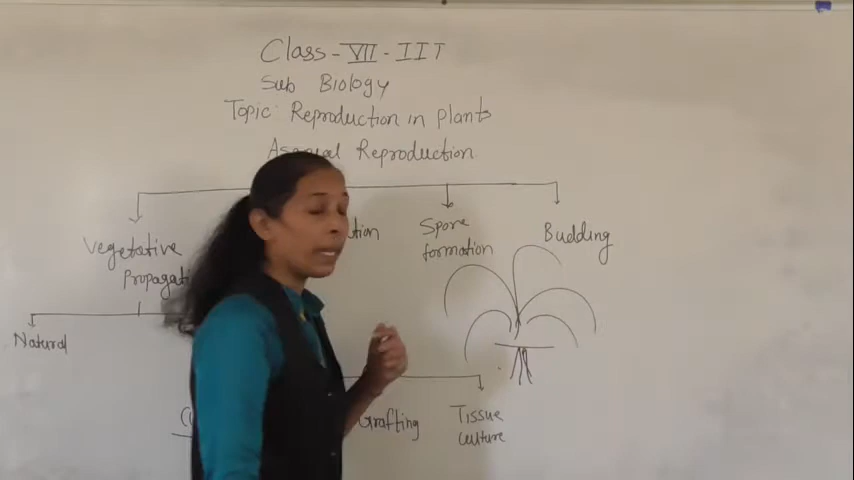 Class-VII-IIT
Sub Biology
Topic: Reproduction in plants
Asexual Reproduction
Vegetative
Spore
formation
Budding
Natural
Grafting
Tissue
culture